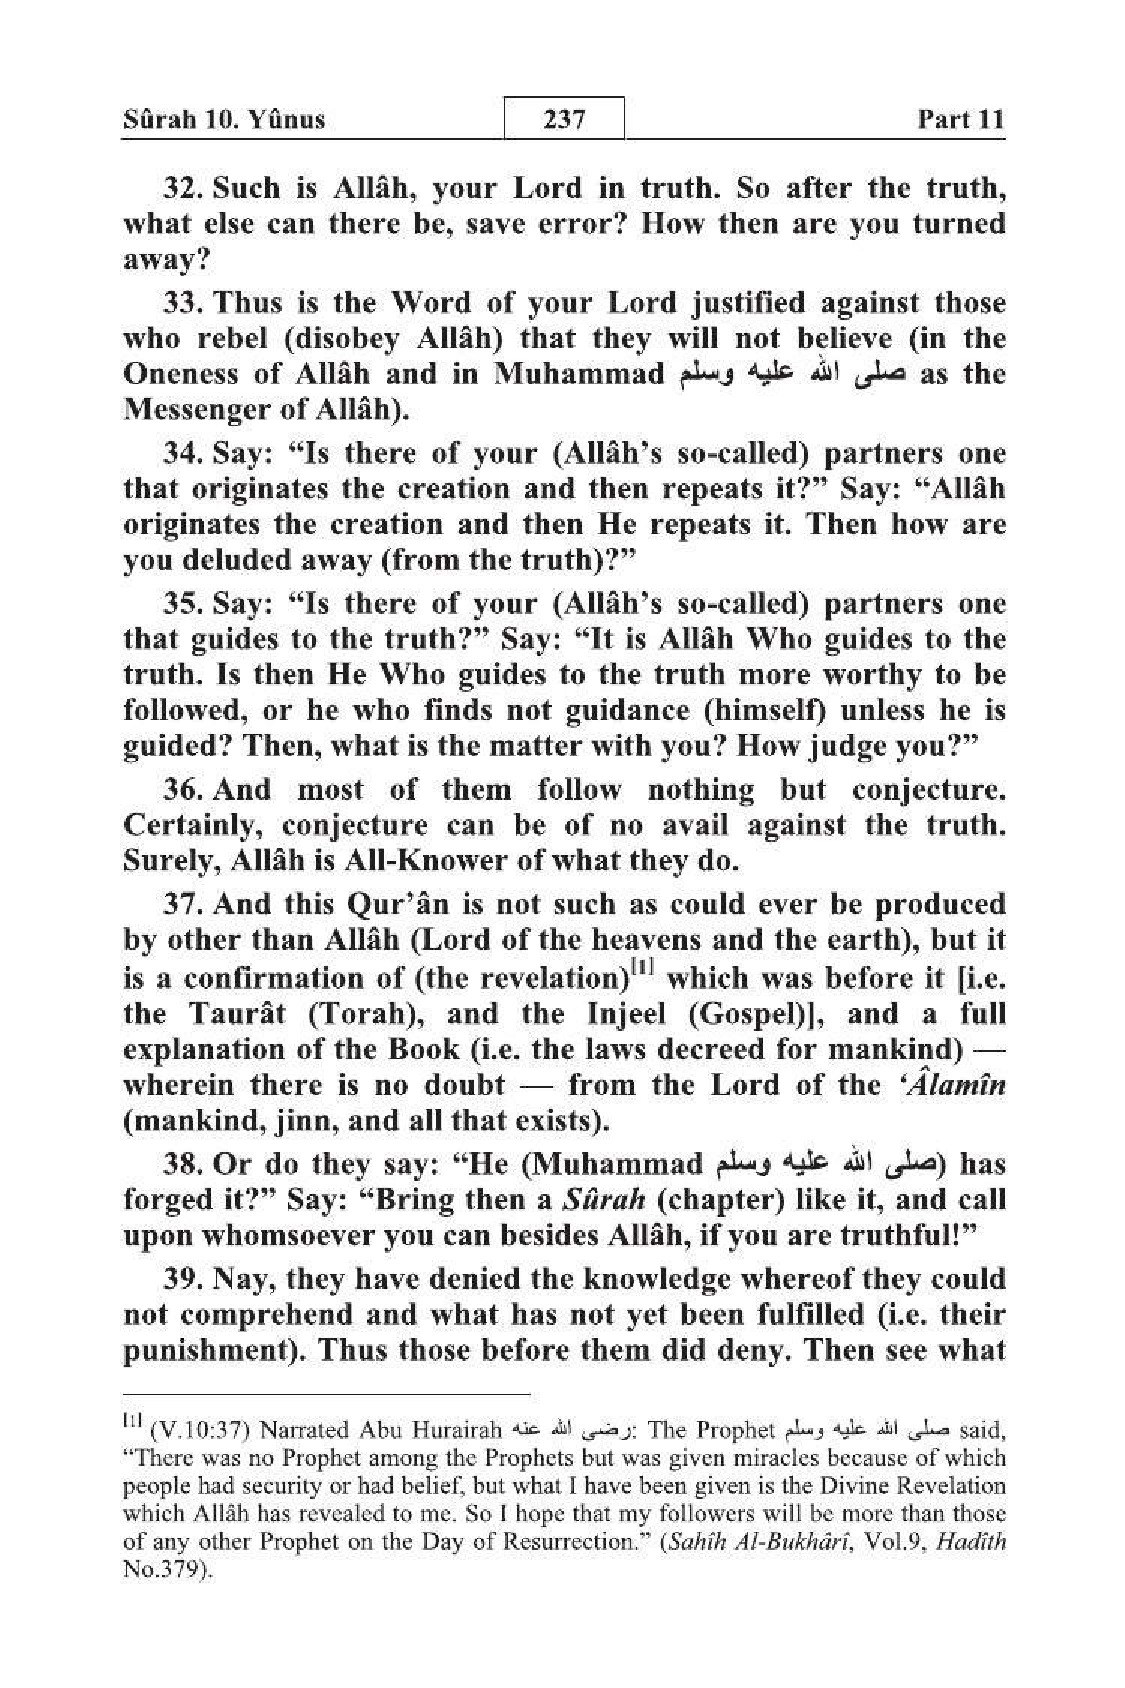 Sûrah 10. Yûnus 237 Part 11
32. Such is Allâh, your Lord in truth. So after the truth,
what else can there be, save error? How then are you turned
away?
33. Thus is the Word of your Lord justified against those
who rebel (disobey Allâh) that they will not believe (in the
Oneness of Allâh and in Muhammad صلى الله عليه وسلم as the
Messenger of Allâh).
34. Say: “Is there of your (Allâh’s so-called) partners one
that originates the creation and then repeats it?” Say: “Allâh
originates the creation and then He repeats it. Then how are
you deluded away (from the truth)?”
35. Say: “Is there of your (Allâh’s so-called) partners one
that guides to the truth?” Say: “It is Allâh Who guides to the
truth. Is then He Who guides to the truth more worthy to be
followed, or he who finds not guidance (himself) unless he is
guided? Then, what is the matter with you? How judge you?”
36. And most of them follow nothing but conjecture.
Certainly, conjecture can be of no avail against the truth.
Surely, Allâh is All-Knower of what they do.
37. And this Qur’ân is not such as could ever be produced
by other than Allâh (Lord of the heavens and the earth), but it
is a confirmation of (the revelation)[1] which was before it [i.e.
the Taurât (Torah), and the Injeel (Gospel)], and a full
explanation of the Book (i.e. the laws decreed for mankind) —
wherein there is no doubt — from the Lord of the ‘Âlamîn
(mankind, jinn, and all that exists).
38. Or do they say: “He (Muhammad صلى الله عليه وسلم) has
forged it?” Say: “Bring then a Sûrah (chapter) like it, and call
upon whomsoever you can besides Allâh, if you are truthful!”
39. Nay, they have denied the knowledge whereof they could
not comprehend and what has not yet been fulfilled (i.e. their
punishment). Thus those before them did deny. Then see what
[1] (V.10:37) Narrated Abu Hurairah رضى الله عنه: The Prophet صلى الله عليه وسلم said,
“There was no Prophet among the Prophets but was given miracles because of which
people had security or had belief, but what I have been given is the Divine Revelation
which Allâh has revealed to me. So I hope that my followers will be more than those
of any other Prophet on the Day of Resurrection.” (Sahîh Al-Bukhârî, Vol.9, Hadîth
No.379).